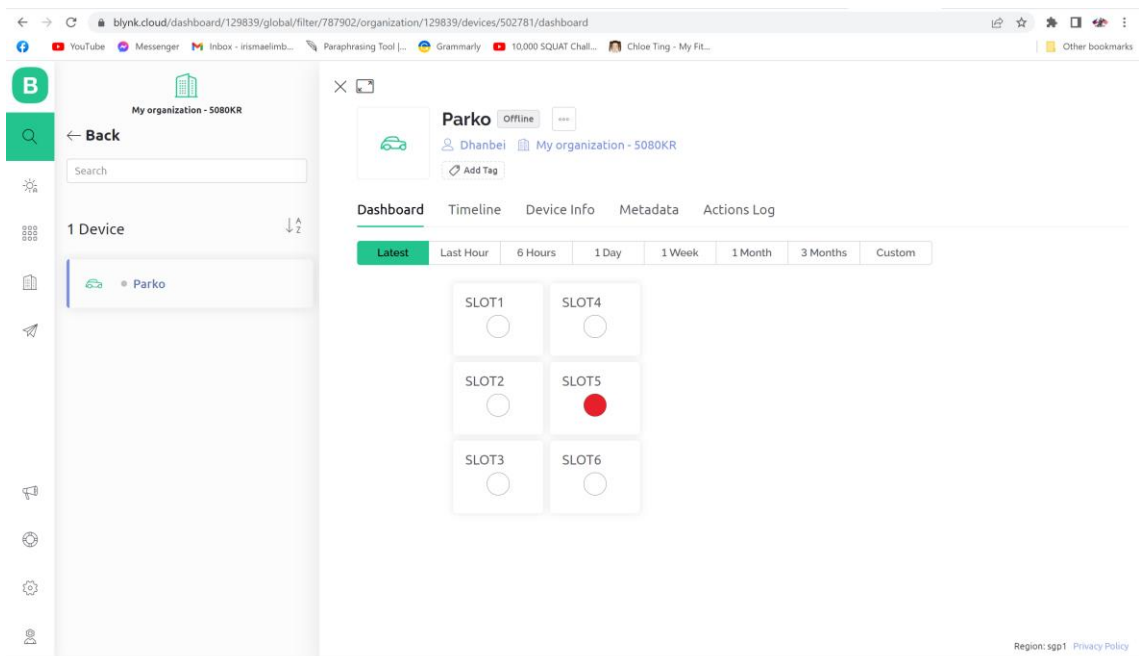 blynk.cloud/dashboard/129839/global/filter/787902/organization/129839/devices/502781/dashboard
YouTube Messenger Inbox - irismaelimb... Paraphrasing Tool |... Grammarly 10,000 SQUAT Chall... Chloe Ting - My Fit... Other bookmarks
B
My organization - 5080KR
← Back
Search
1 Device
A
Z
Parko
Parko Offline
Dhanbei My organization - 5080KR
Add Tag
Dashboard Timeline Device Info Metadata Actions Log
Latest Last Hour 6 Hours 1 Day 1 Week 1 Month 3 Months Custom
SLOT1 SLOT4
SLOT2 SLOT5
SLOT3 SLOT6
Region: sgp1 Privacy Policy